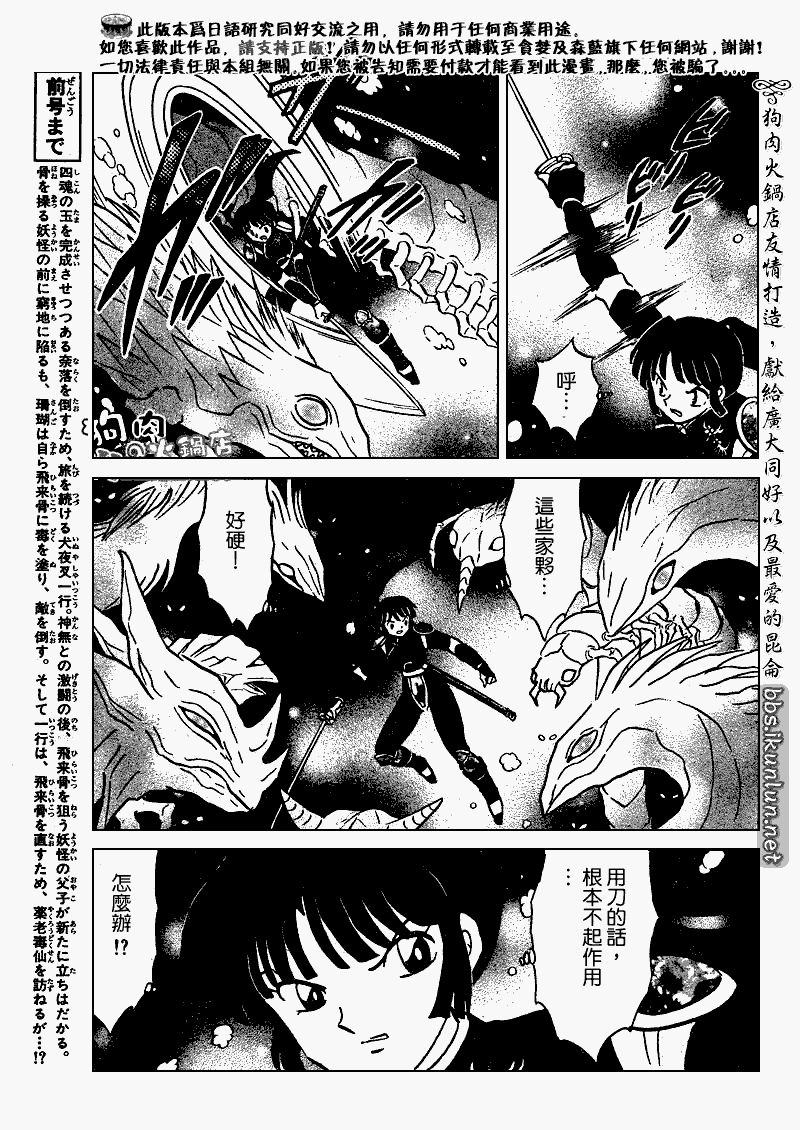 此版本爲日語研究同好交流之用，請勿用于任何商業用途。
如您喜歡此作品，請支持正版！請勿以任何形式轉載至食夢及森藍旗下任何網站，謝謝！
一切法律責任與本組無關。如果您被告知需要付款才能看到此漫畫，那麼，您被騙了...
狗肉火鍋店友情打造，獻給廣大同好以及最愛的昆侖
bbs.ikunlun.net
呼…
狗肉
火鍋店
這些家夥…
好硬！
用刀的話，
根本不起作用
…
怎麼辦!?
前号まで
四魂の玉を完成させつつある奈落を倒すため、旅を続ける犬夜叉一行。神無との激闘の後、飛来骨を狙う妖怪の父子が新たに立ちはだかる。
骨を操る妖怪の前に窮地に陥るも、珊瑚は自ら飛来骨に毒を塗り、敵を倒す。そして一行は、飛来骨を直すため、薬老毒仙を訪ねるが…!?